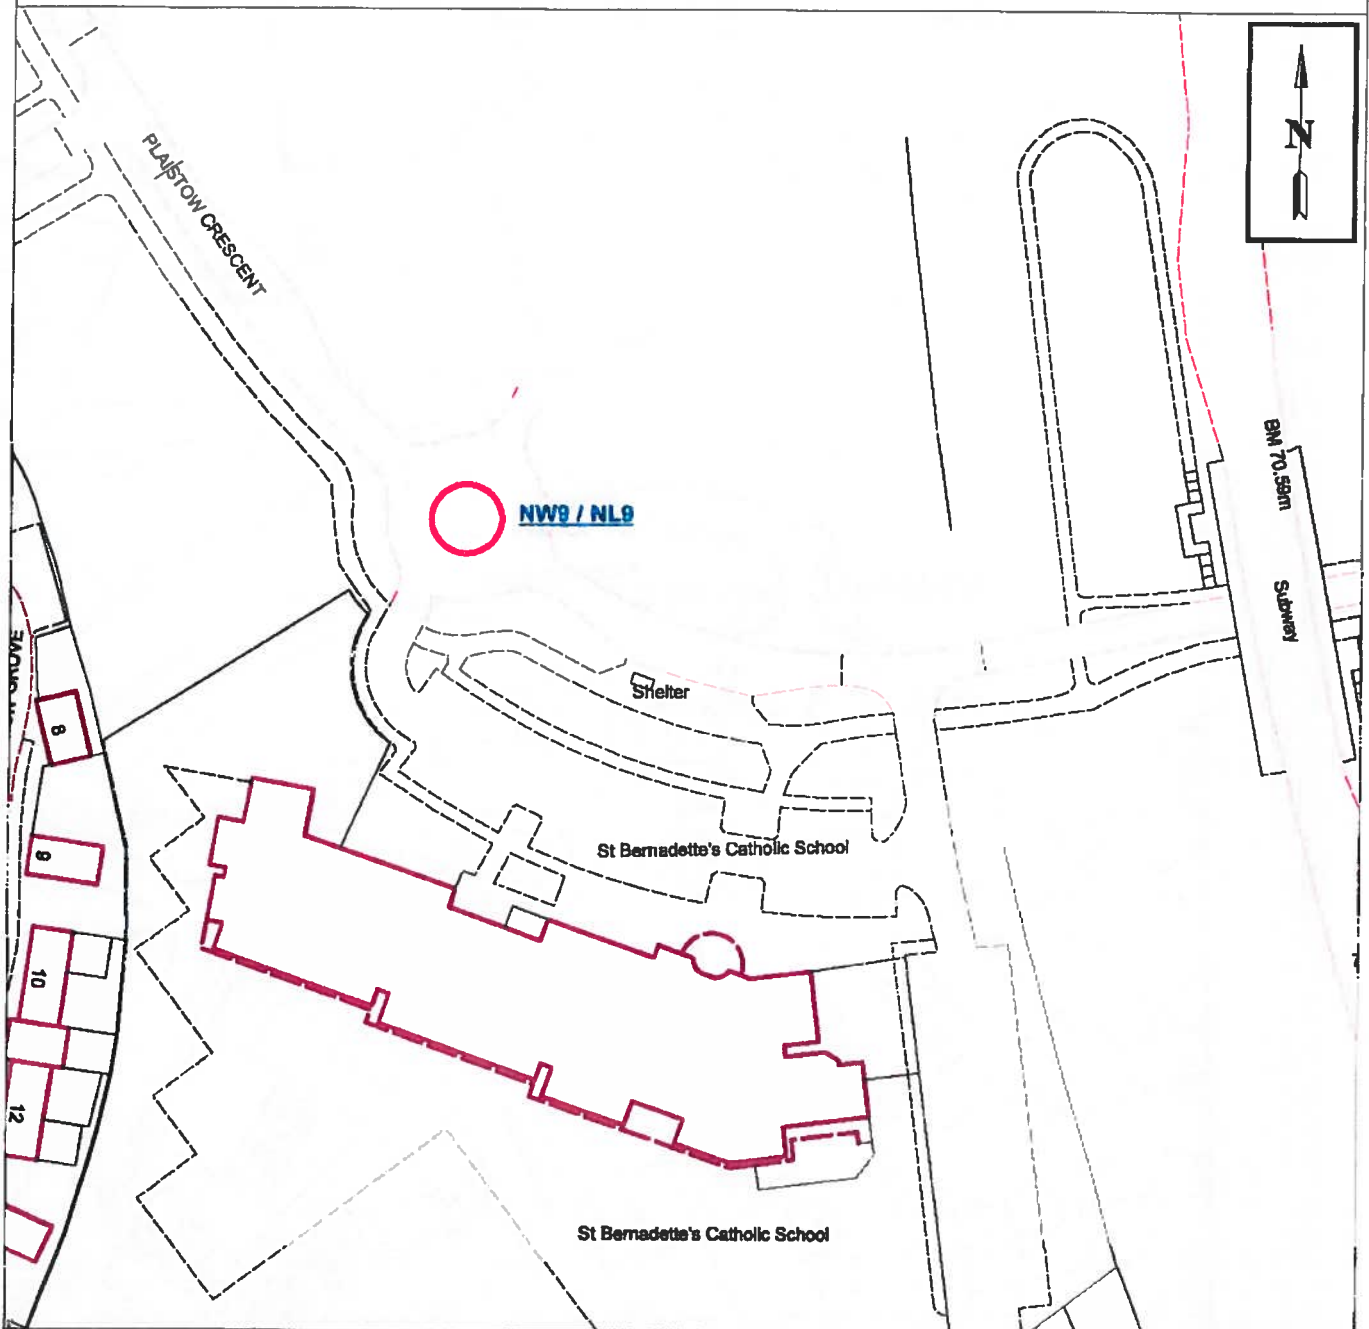 N
PLAISTOW CRESCENT
BM 70.59m
NW9 / NL9
Subway
Shelter
8
St Bernadette's Catholic School
9
10
12
St Bernadette's Catholic School